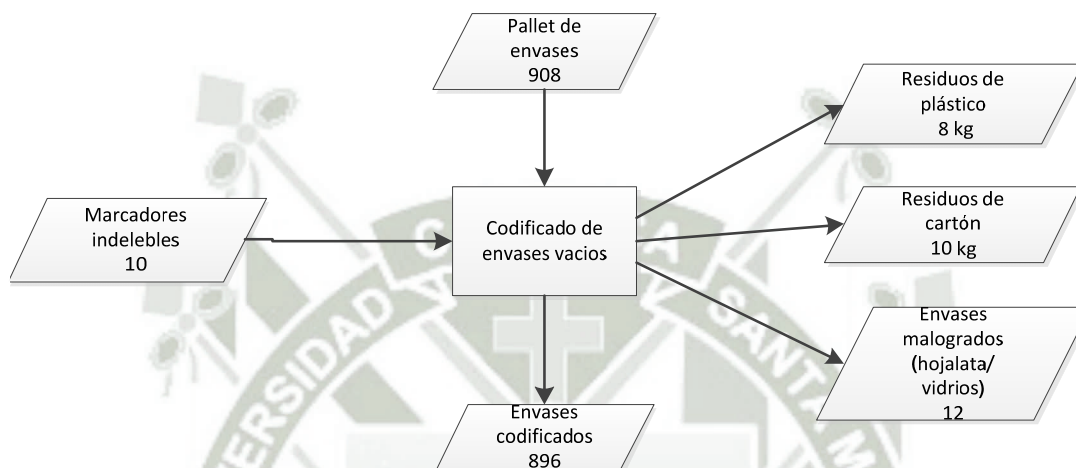 Pallet de
envases
908
Residuos de
plástico
8 kg
Marcadores
indelebles
10
Codificado de
envases vacios
Residuos de
cartón
10 kg
Envases
malogrados
(hojalata/
vidrios)
12
Envases
codificados
896